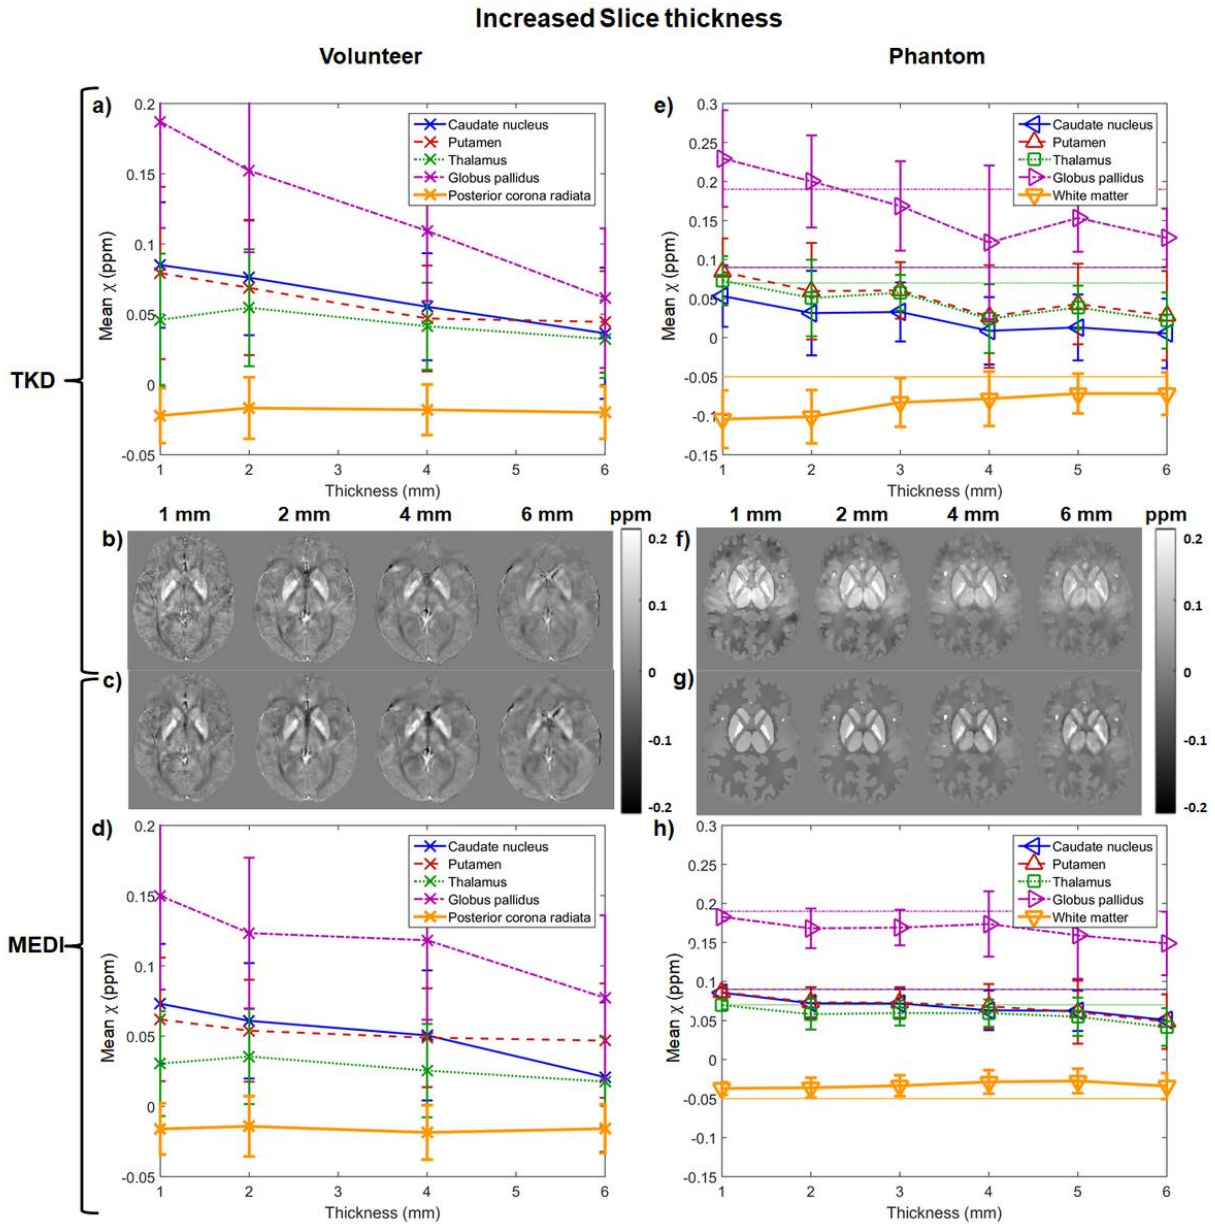 Increased Slice thickness
Volunteer
Phantom
TKD
MEDI
a)
0.2
0.15
0.1
0.05
0
-0.05
Mean χ (ppm)
1 2 3 4 5 6
Thickness (mm)
Caudate nucleus
Putamen
Thalamus
Globus pallidus
Posterior corona radiata
e)
0.3
0.25
0.2
0.15
0.1
0.05
0
-0.05
-0.1
-0.15
Mean χ (ppm)
1 2 3 4 5 6
Thickness (mm)
Caudate nucleus
Putamen
Thalamus
Globus pallidus
White matter
1 mm 2 mm 4 mm 6 mm ppm
b)
c)
0.2
0.1
0
-0.1
-0.2
1 mm 2 mm 4 mm 6 mm ppm
f)
g)
0.2
0.1
0
-0.1
-0.2
d)
0.2
0.15
0.1
0.05
0
-0.05
Mean χ (ppm)
1 2 3 4 5 6
Thickness (mm)
Caudate nucleus
Putamen
Thalamus
Globus pallidus
Posterior corona radiata
h)
0.3
0.25
0.2
0.15
0.1
0.05
0
-0.05
-0.1
-0.15
Mean χ (ppm)
1 2 3 4 5 6
Thickness (mm)
Caudate nucleus
Putamen
Thalamus
Globus pallidus
White matter